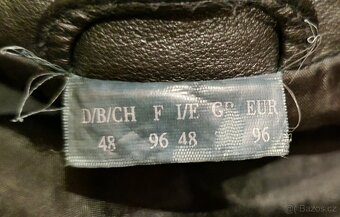 D/B/CH F I/E GB EUR
48 96 48 96
bazos.cz